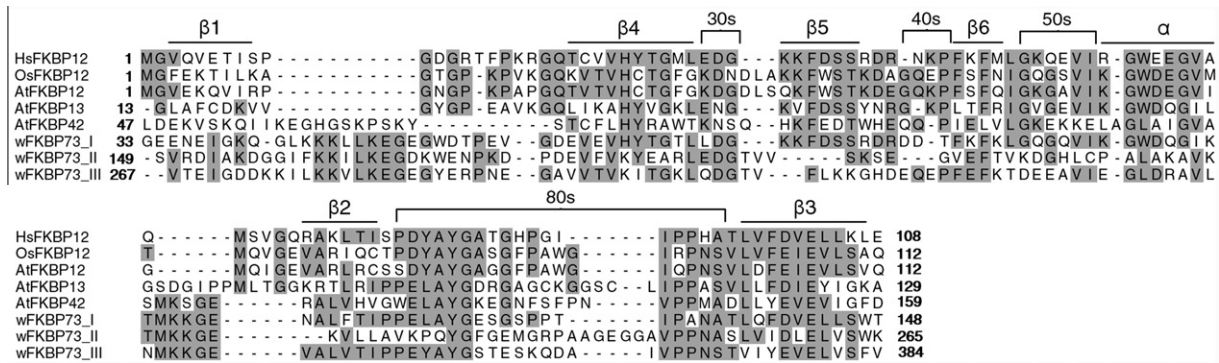 β1 β4 30s β5 40s β6 50s α
HsFKBP12 1 MGVQVETISP- - - - - - - - - - - - -GDGRTFPKRGQTCVVHYTGMLEDG- - - KKFDSSRDR- NKPFKFMLGKQEVIR- GWEEGVA
OsFKBP12 1 MGFEKTILKA- - - - - - - - - - - - -GTGP- KPVKGQKVTVHCTGFGKDNDLAKKFWSTKDAGQEPFSFNIGQGSVIK- GWDEGVM
AtFKBP12 1 MGVEKQVIRP- - - - - - - - - - - - -GNGP- KPAPGQTVTVHCTGFGKDGDLSQKFWSTKDEGQKPFSFQIGKGAVIK- GWDEGVI
AtFKBP13 13 - GLAFCDKVV- - - - - - - - - - - - -GYGP- EAVKGQLIKAHYVGKLENG- - - KVFDSSYNRG- KPLTFRIGVGEVIK- GWDQGIL
AtFKBP42 47 LDEKVSKQIIKEGHGSKPSKY- - - - - - - - - STCFLHYRAWTKNSQ- - HKFEDTWHEQQ- PIELVLGKEKKELAGLAIGVA
wFKBP73_I 33 GEENEIGKQ- GLKKKLLKEGEGWDTPEV- - GDEVEVHYTGTLLDG- - - KKFDSSRDRDDTFKFKLGQGQVIK- GWDQGIK
wFKBP73_II 149 - SVRDIAKDGGIFKKILKEGDKWENPKD- PDEVFVKYEARLEDGTVV- - - - - SKSE- - GVEFTVKDGHLCP- ALAKAVK
wFKBP73_III 267 - - VTEIGDDKKILKKVLKEGEGYERPNE- GAVVTVKITGKLQDGTV- - - FLKKGHDEQEPFEFKTDEEAVIE- GLDRAVL
β2 80s β3
HsFKBP12 Q- - - - - - MSVGQRAKLTISPDYAYGATGHPGI- - - - - - - IPPHATLVFDVELLKLE 108
OsFKBP12 T- - - - - - MQVGEVARIQCTPDYAYGASGFPAWG- - - - - - IRPNSVLVFEIEVLSAQ 112
AtFKBP12 G- - - - - - MQIGEVARLRCSSDYAYGAGGFPAWG- - - - - - IQPNSVLDFEIEVLSVQ 112
AtFKBP13 GSDGIPPMLTGGKRTLRIPPELAYGDRGAGCKGGSC- LIPPASVLLFDIEYIGKA 129
AtFKBP42 SMKSGE- - - - - - RALVHVGWELAYGKEGNFSFPN- - - - - VPPMADLLYEVEVIGFD 159
wFKBP73_I TMKKGE- - - - - - NALFTIPPELAYGESGSPPT- - - - - - IPANATLQFDVELLSWT 148
wFKBP73_II TMKKGE- - - - - - KVLLAVKPQYGFGEMGRPAAGEGGAVPPNASLVIDLELVSWK 265
wFKBP73_III NMKKGE- - - - - - VALVTIPPEYAYGSTESKQDA- - - - - IVPPNSTVIYEVELVSFV 384